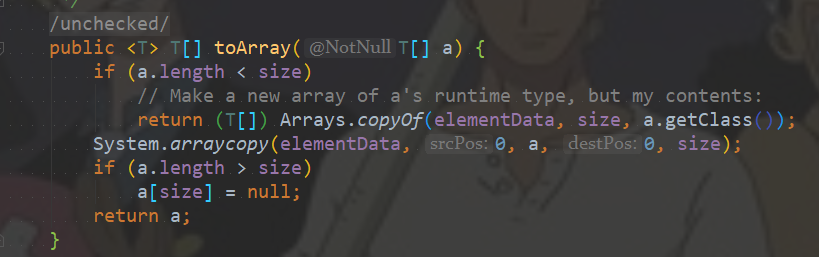 */
/unchecked/
public <T> T[] toArray( @NotNull T[] a) {
if (a.length < size)
// Make a new array of a's runtime type, but my contents:
return (T[]) Arrays.copyOf(elementData, size, a.getClass());
System.arraycopy(elementData, srcPos: 0, a, destPos: 0, size);
if (a.length > size)
a[size] = null;
return a;
}